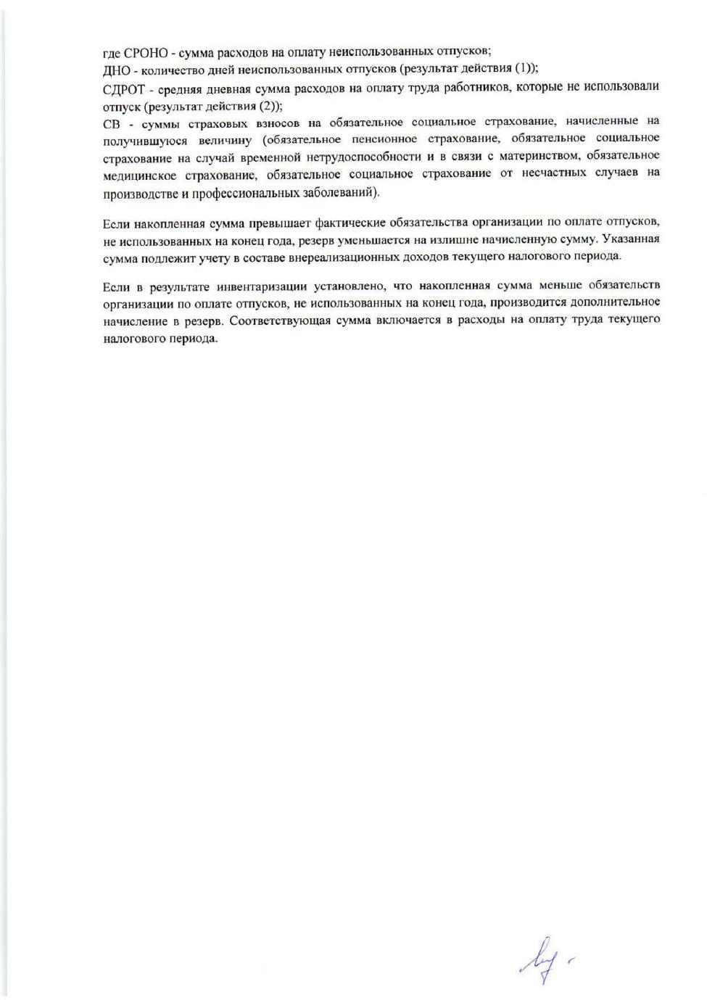 где СРОНО - сумма расходов на оплату неиспользованных отпусков;
ДНО - количество дней неиспользованных отпусков (результат действия (1));
СДРОТ - средняя дневная сумма расходов на оплату труда работников, которые не использовали
отпуск (результат действия (2));
СВ - суммы страховых взносов на обязательное социальное страхование, начисленные на
получившуюся величину (обязательное пенсионное страхование, обязательное социальное
страхование на случай временной нетрудоспособности и в связи с материнством, обязательное
медицинское страхование, обязательное социальное страхование от несчастных случаев на
производстве и профессиональных заболеваний).
Если накопленная сумма превышает фактические обязательства организации по оплате отпусков,
не использованных на конец года, резерв уменьшается на излишне начисленную сумму. Указанная
сумма подлежит учету в составе внереализационных доходов текущего налогового периода.
Если в результате инвентаризации установлено, что накопленная сумма меньше обязательств
организации по оплате отпусков, не использованных на конец года, производится дополнительное
начисление в резерв. Соответствующая сумма включается в расходы на оплату труда текущего
налогового периода.